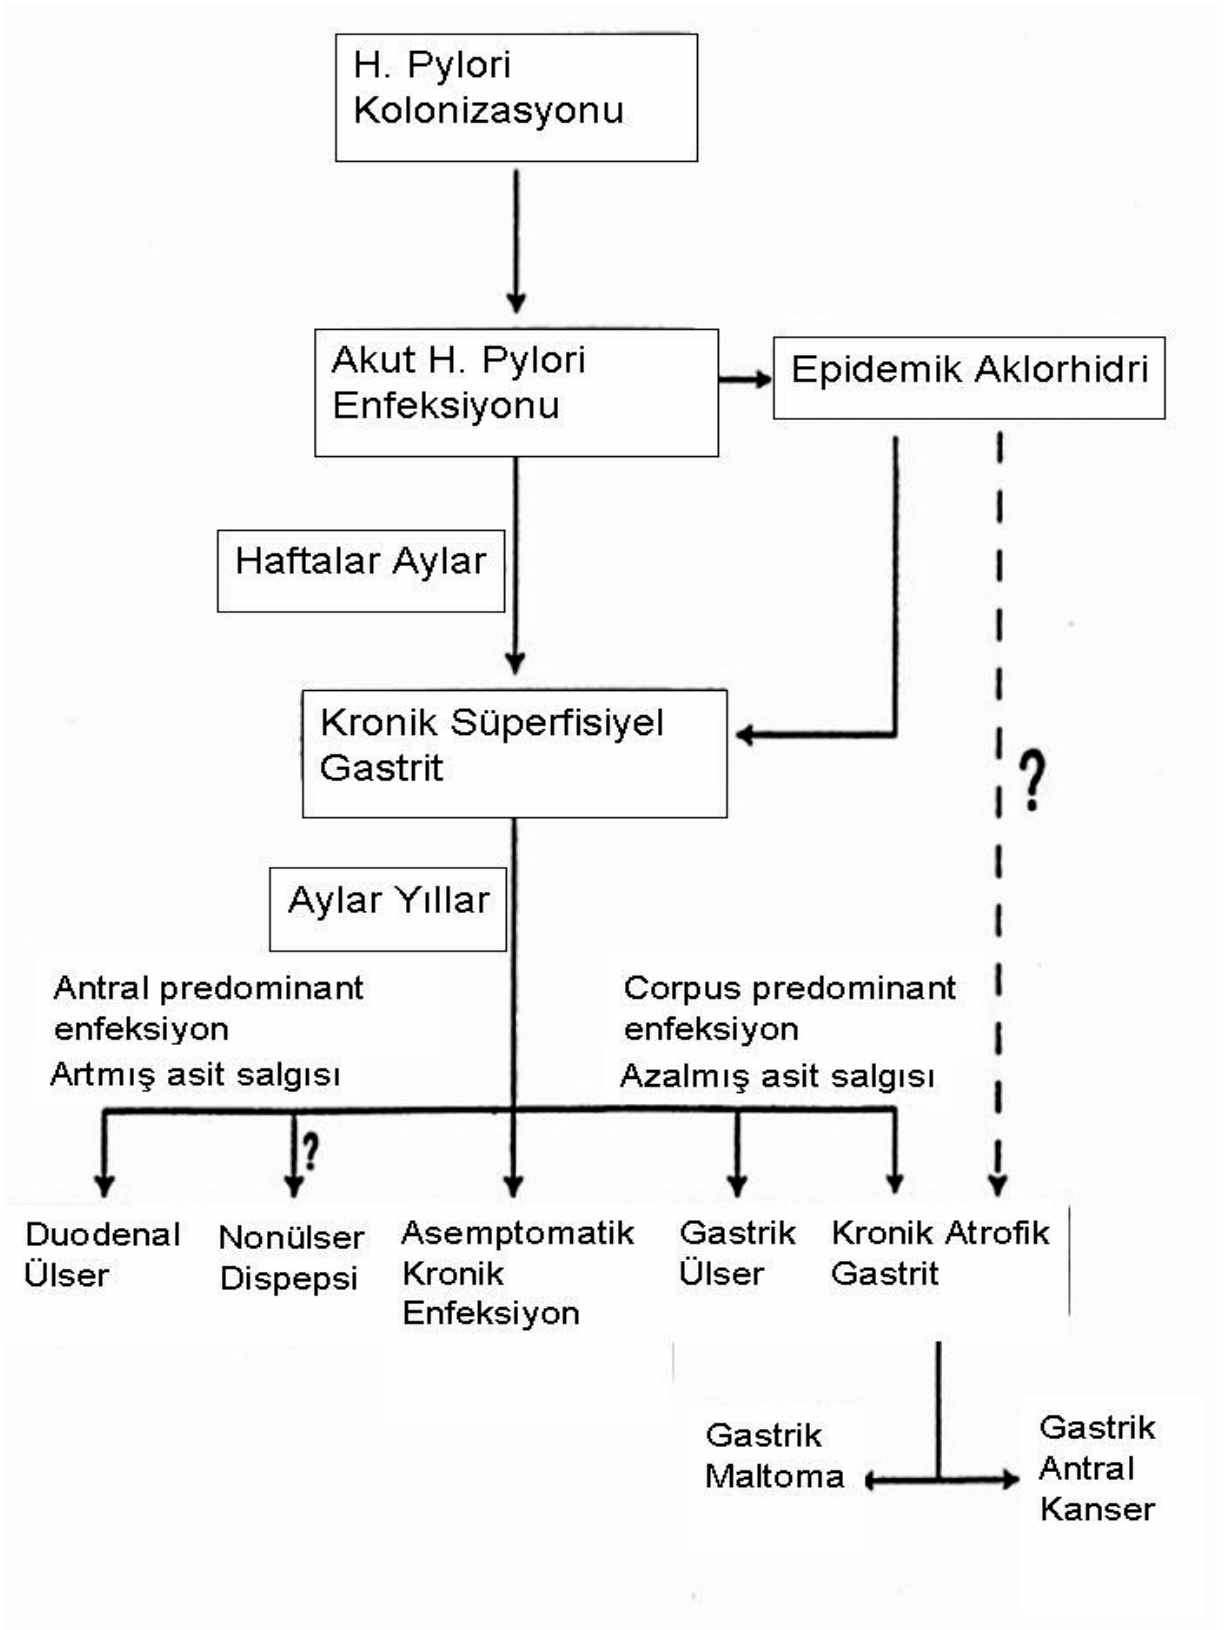 H. Pylori
Kolonizasyonu
Akut H. Pylori
Enfeksiyonu
Epidemik Aklorhidri
Haftalar Aylar
Kronik Süperfisiyel
Gastrit
?
Aylar Yıllar
Antral predominant
enfeksiyon
Artmış asit salgısı
Corpus predominant
enfeksiyon
Azalmış asit salgısı
?
Duodenal
Ülser
Nonülser
Dispepsi
Asemptomatik
Kronik
Enfeksiyon
Gastrik
Ülser
Kronik Atrofik
Gastrit
Gastrik
Maltoma
Gastrik
Antral
Kanser